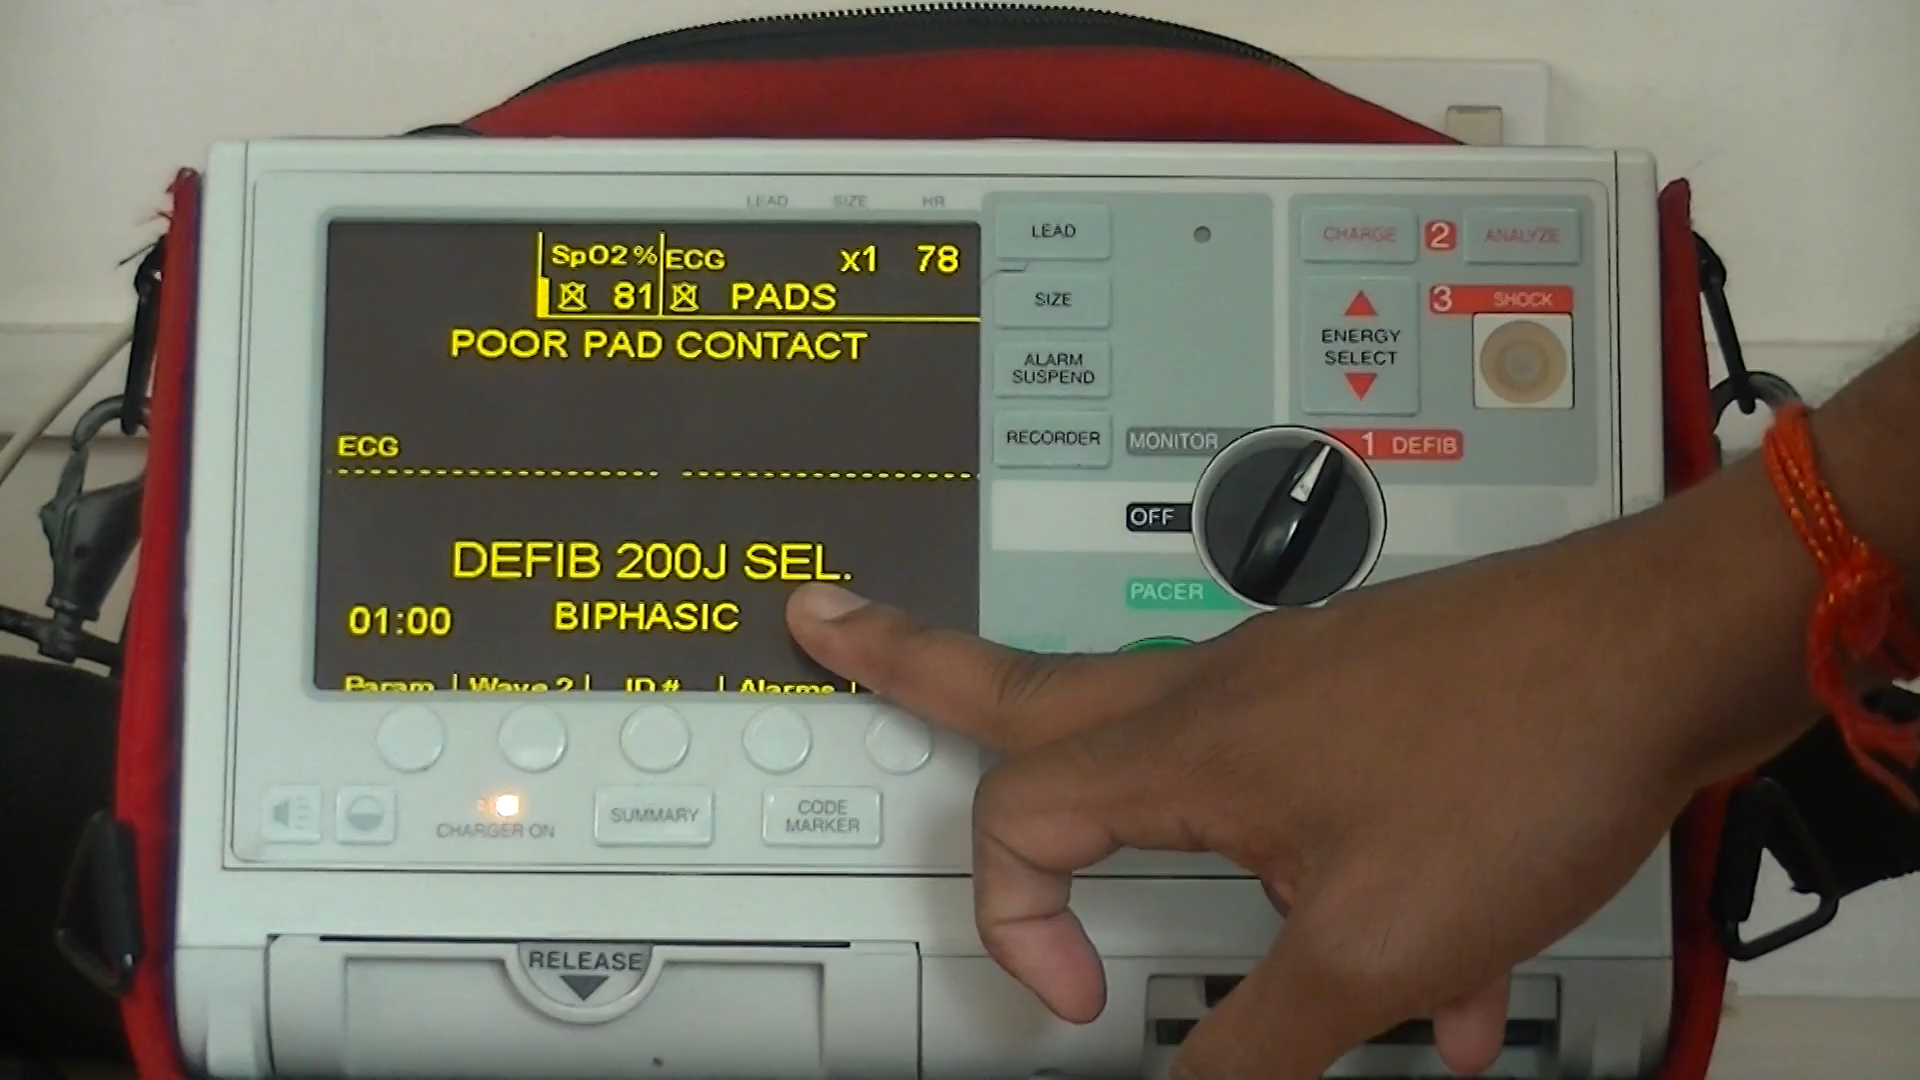 LEAD SIZE HR
SpO2 % ECG x1 78
81 PADS
POOR PAD CONTACT
ECG
DEFIB 200J SEL.
01:00 BIPHASIC
Param Wave 2 ID # Alarms
CHARGER ON
SUMMARY
CODE
MARKER
RELEASE
LEAD
SIZE
ALARM
SUSPEND
RECORDER
CHARGE 2 ANALYZE
ENERGY
SELECT
3 SHOCK
MONITOR
1 DEFIB
OFF
PACER